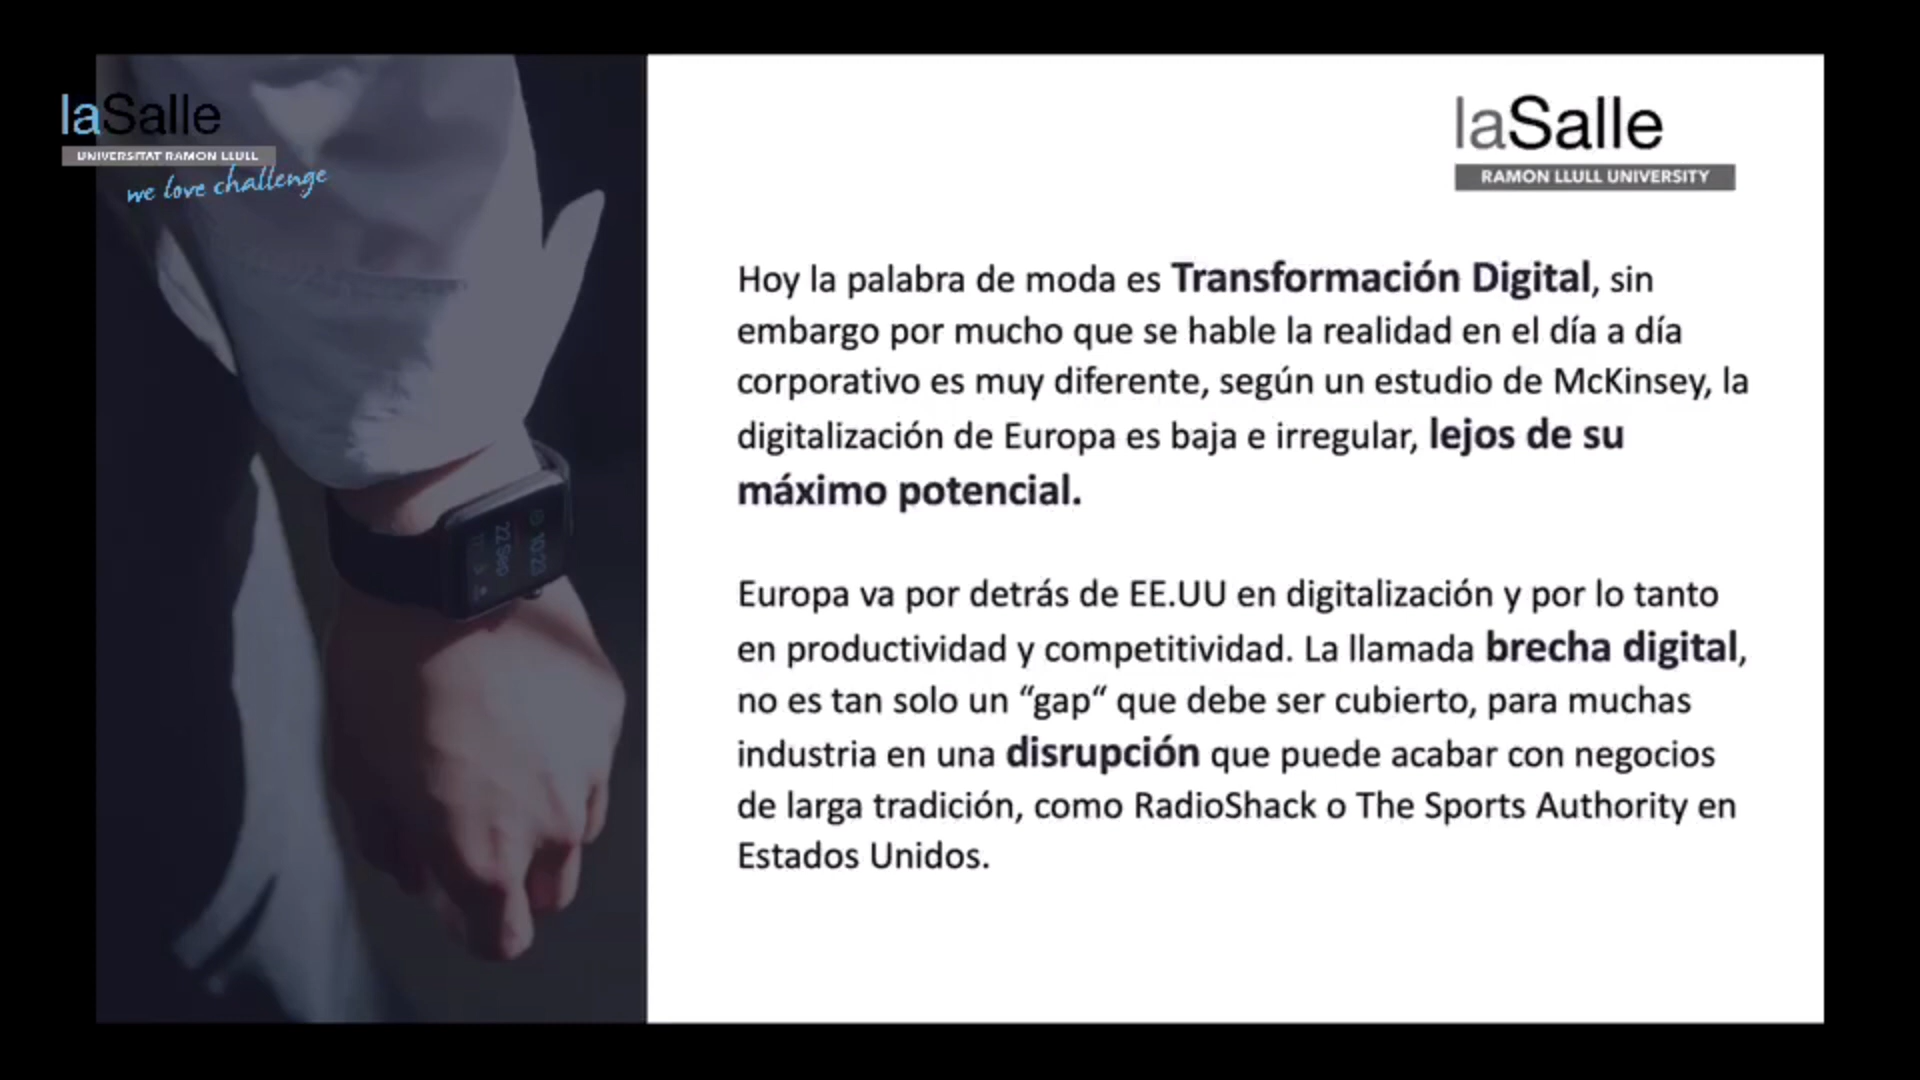 laSalle
UNIVERSITAT RAMON LLULL
we love challenge
laSalle
RAMON LLULL UNIVERSITY
Hoy la palabra de moda es Transformación Digital, sin
embargo por mucho que se hable la realidad en el día a día
corporativo es muy diferente, según un estudio de McKinsey, la
digitalización de Europa es baja e irregular, lejos de su
máximo potencial.
Europa va por detrás de EE.UU en digitalización y por lo tanto
en productividad y competitividad. La llamada brecha digital,
no es tan solo un “gap“ que debe ser cubierto, para muchas
industria en una disrupción que puede acabar con negocios
de larga tradición, como RadioShack o The Sports Authority en
Estados Unidos.
10:23
22 Sep